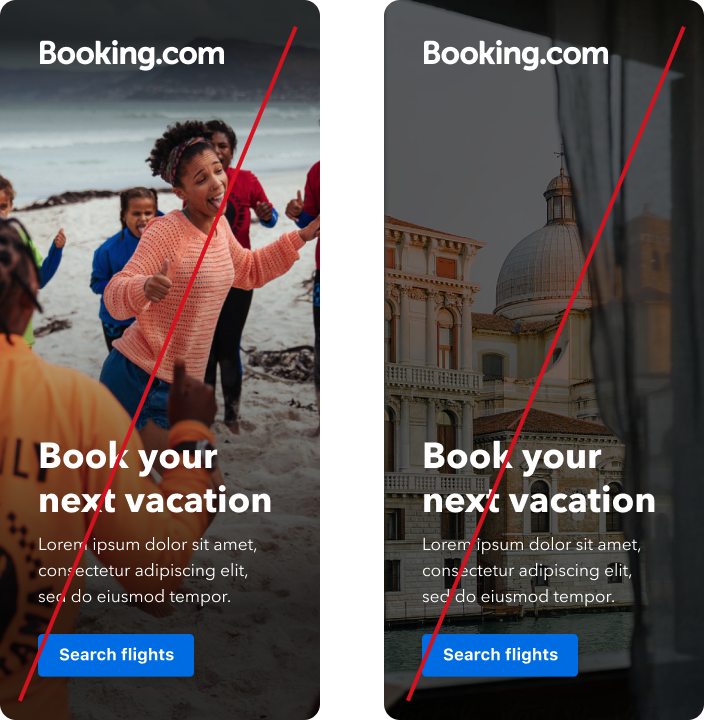 Booking.com
Book your
next vacation
Lorem ipsum dolor sit amet,
consectetur adipiscing elit,
sed do eiusmod tempor.
Search flights
Booking.com
Book your
next vacation
Lorem ipsum dolor sit amet,
consectetur adipiscing elit,
sed do eiusmod tempor.
Search flights